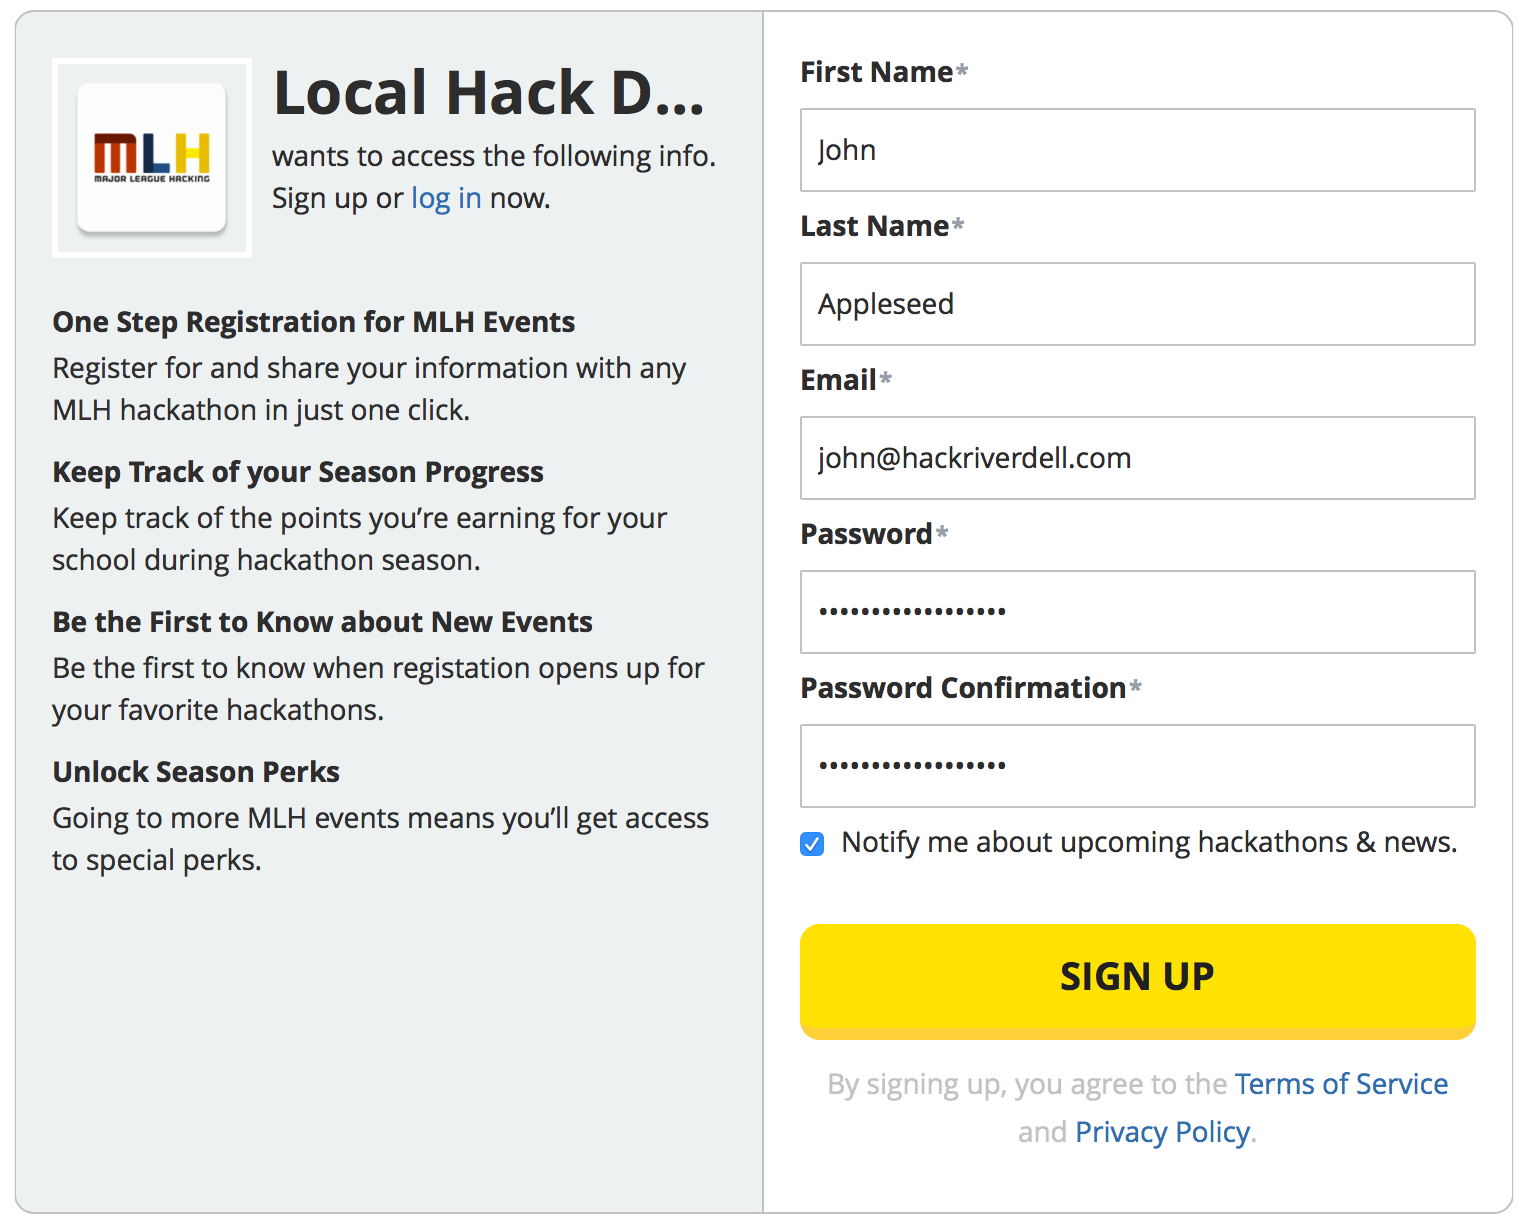 MLH
MAJOR LEAGUE HACKING
Local Hack D...
wants to access the following info.
Sign up or log in now.
One Step Registration for MLH Events
Register for and share your information with any
MLH hackathon in just one click.
Keep Track of your Season Progress
Keep track of the points you’re earning for your
school during hackathon season.
Be the First to Know about New Events
Be the first to know when registation opens up for
your favorite hackathons.
Unlock Season Perks
Going to more MLH events means you’ll get access
to special perks.
First Name*
John
Last Name*
Appleseed
Email*
john@hackriverdell.com
Password*
••••••••••••••••••
Password Confirmation*
••••••••••••••••••
Notify me about upcoming hackathons & news.
SIGN UP
By signing up, you agree to the Terms of Service
and Privacy Policy.